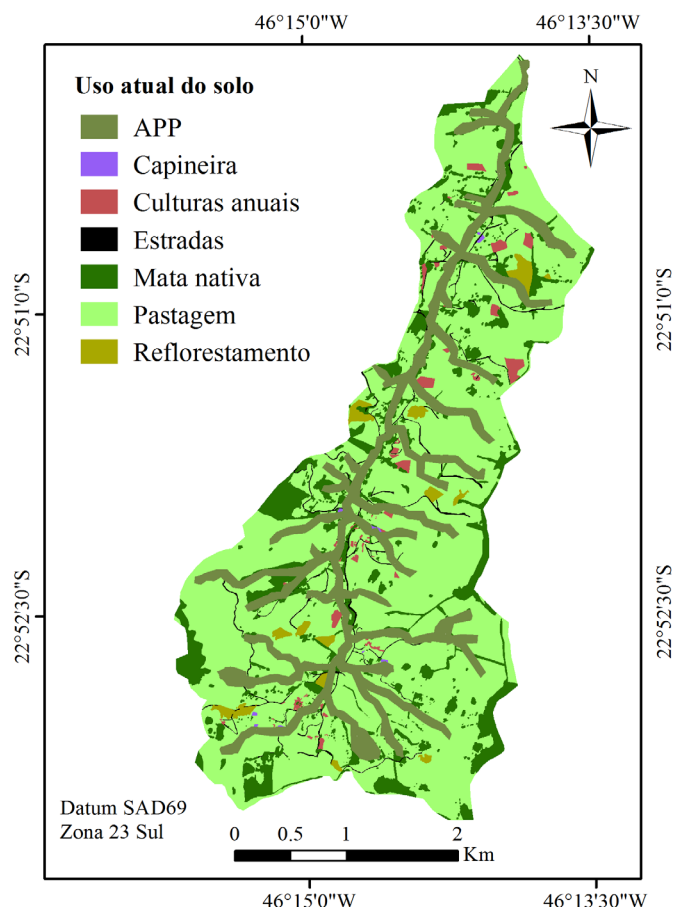 46°15'0"W 46°13'30"W
Uso atual do solo
N
APP
Capineira
Culturas anuais
Estradas
Mata nativa
Pastagem
Reflorestamento
22°51'0"S 22°51'0"S
22°52'30"S 22°52'30"S
Datum SAD69
Zona 23 Sul
0 0.5 1 2
Km
46°15'0"W 46°13'30"W